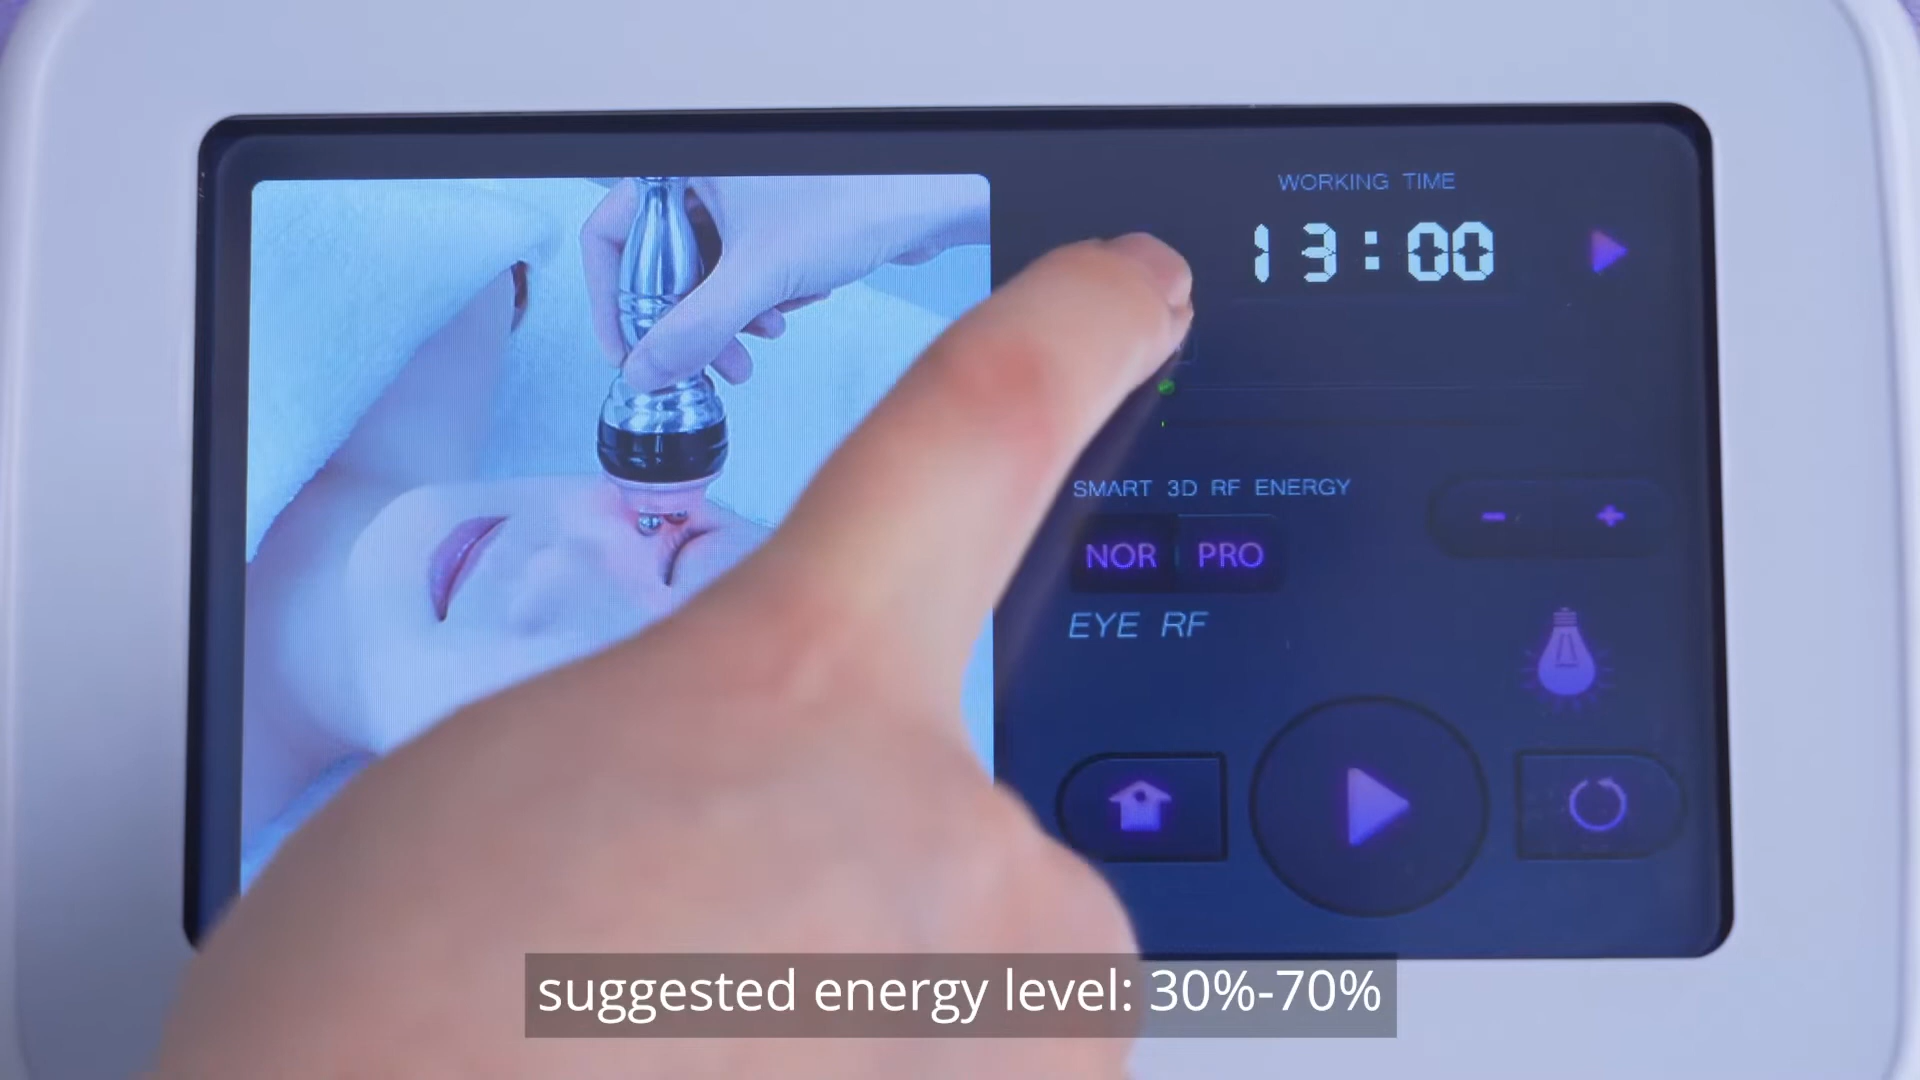 WORKING TIME
13:00
SMART 3D RF ENERGY
NOR PRO
EYE RF
suggested energy level: 30%-70%